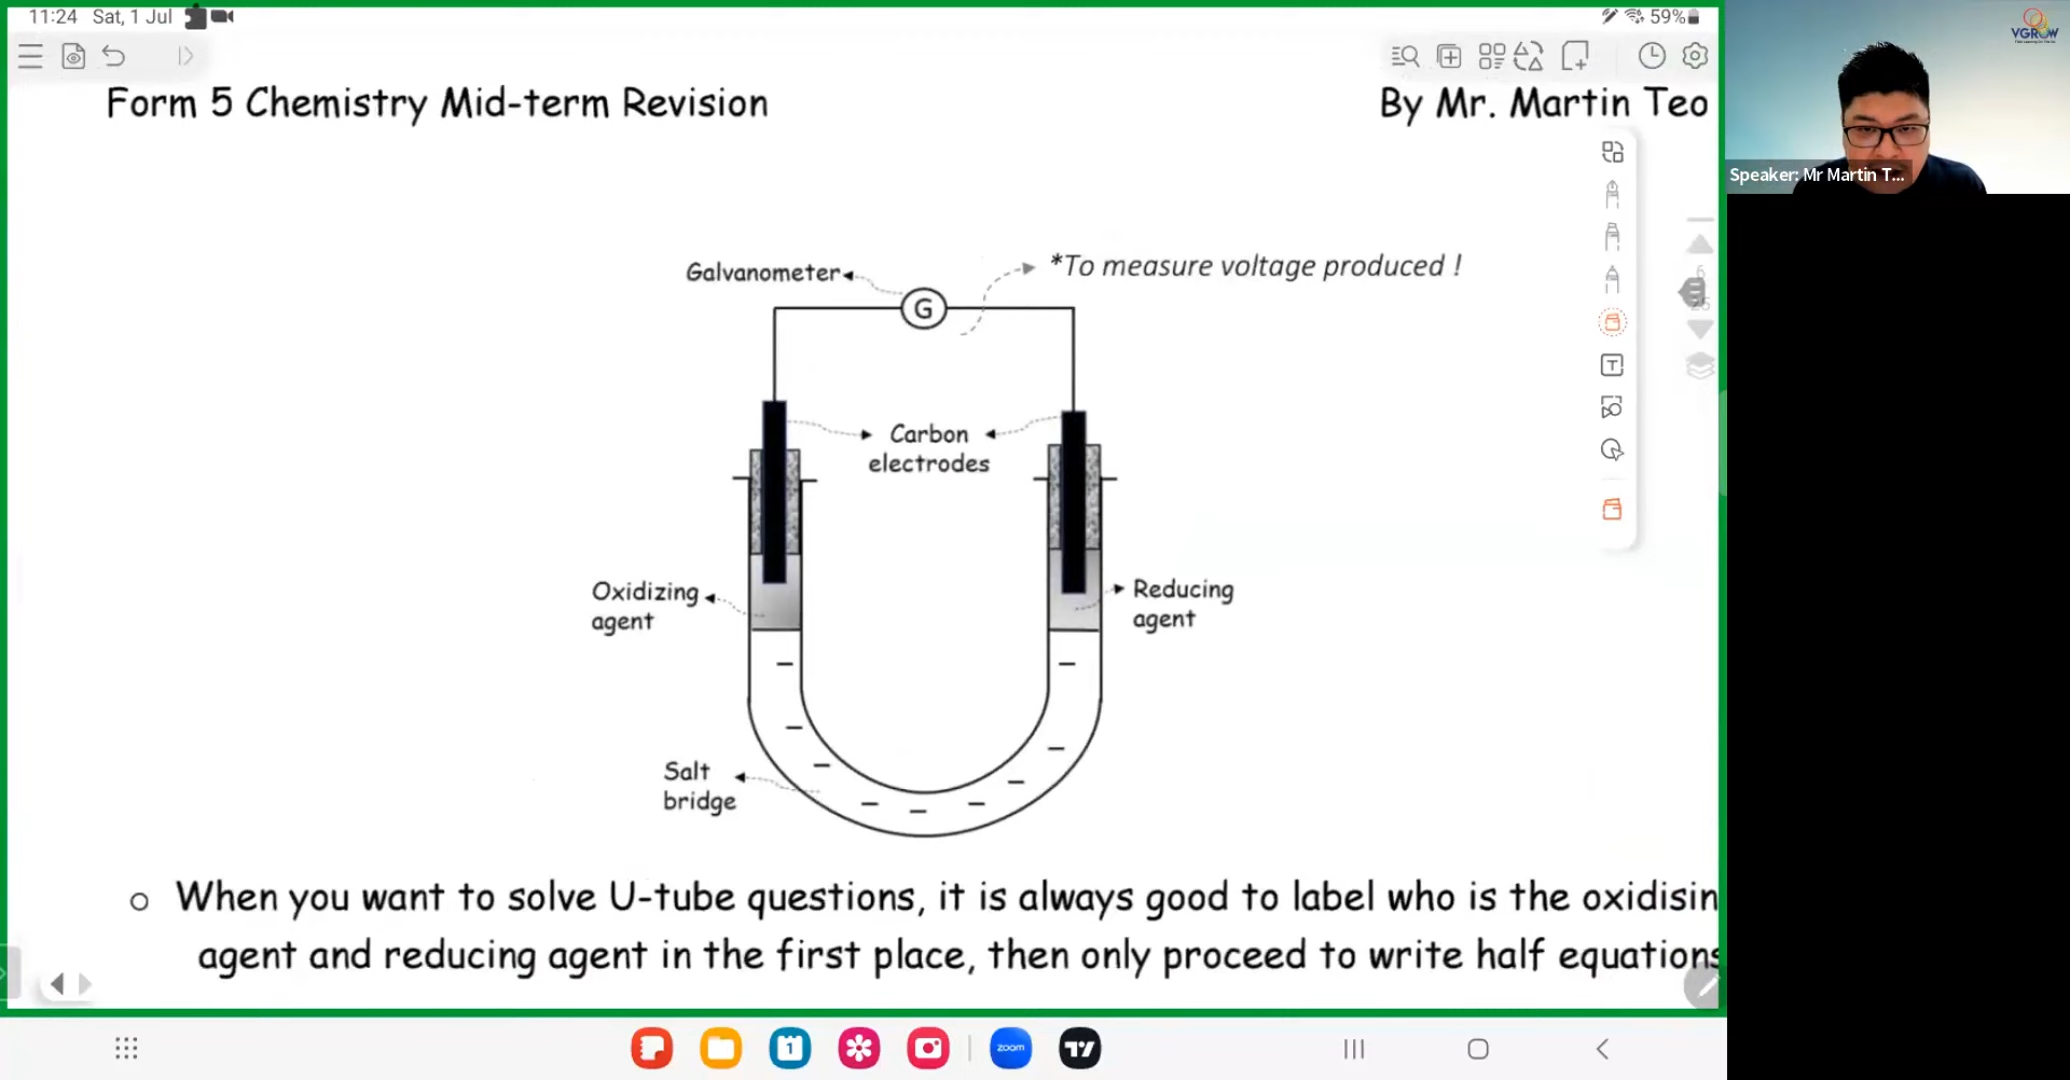 11:24 Sat, 1 Jul
59%
VGROW
Form 5 Chemistry Mid-term Revision
By Mr. Martin Teo
Speaker: Mr Martin T...
Galvanometer
*To measure voltage produced !
G
Carbon
electrodes
Oxidizing
agent
Reducing
agent
Salt
bridge
o When you want to solve U-tube questions, it is always good to label who is the oxidisin
agent and reducing agent in the first place, then only proceed to write half equations
1
zoom